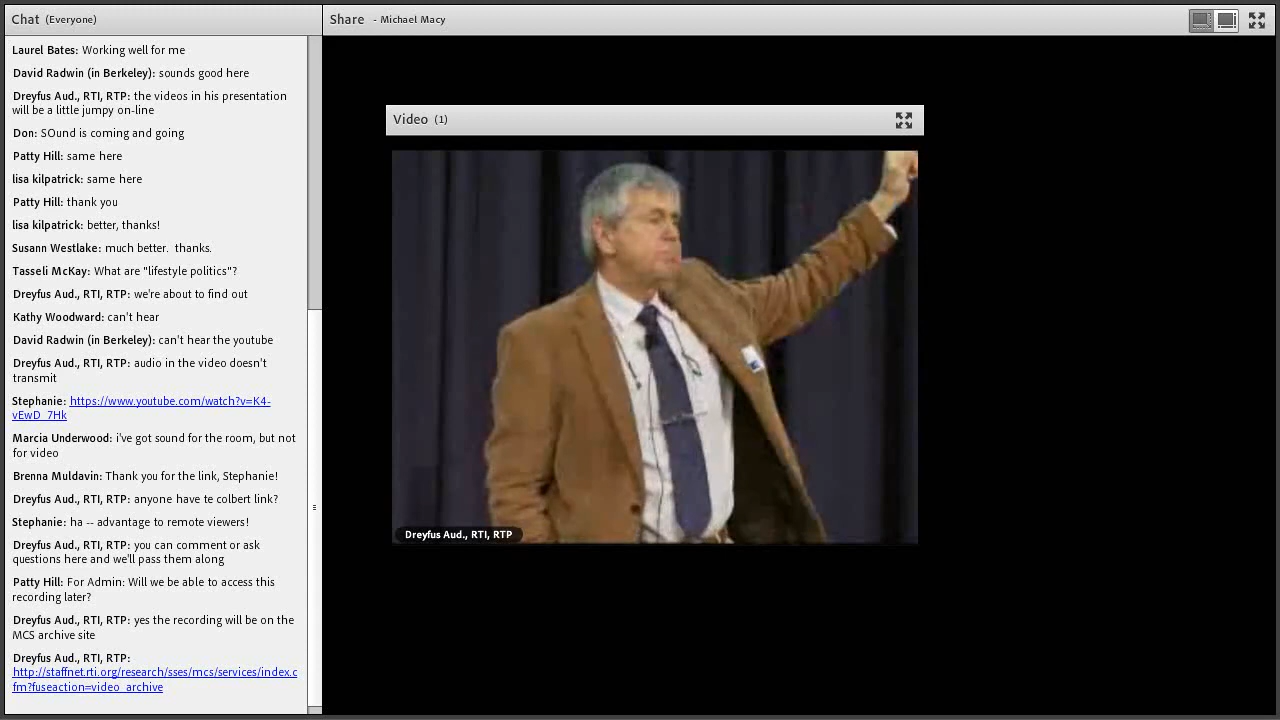 Chat (Everyone)
Laurel Bates: Working well for me
David Radwin (in Berkeley): sounds good here
Dreyfus Aud., RTI, RTP: the videos in his presentation
will be a little jumpy on-line
Don: SOund is coming and going
Patty Hill: same here
lisa kilpatrick: same here
Patty Hill: thank you
lisa kilpatrick: better, thanks!
Susann Westlake: much better. thanks.
Tasseli McKay: What are "lifestyle politics"?
Dreyfus Aud., RTI, RTP: we're about to find out
Kathy Woodward: can't hear
David Radwin (in Berkeley): can't hear the youtube
Dreyfus Aud., RTI, RTP: audio in the video doesn't
transmit
Stephanie: https://www.youtube.com/watch?v=K4-
vEwD_7Hk
Marcia Underwood: i've got sound for the room, but not
for video
Brenna Muldavin: Thank you for the link, Stephanie!
Dreyfus Aud., RTI, RTP: anyone have te colbert link?
Stephanie: ha -- advantage to remote viewers!
Dreyfus Aud., RTI, RTP: you can comment or ask
questions here and we'll pass them along
Patty Hill: For Admin: Will we be able to access this
recording later?
Dreyfus Aud., RTI, RTP: yes the recording will be on the
MCS archive site
Dreyfus Aud., RTI, RTP:
http://staffnet.rti.org/research/sses/mcs/services/index.c
fm?fuseaction=video_archive
Share - Michael Macy
Video (1)
Dreyfus Aud., RTI, RTP